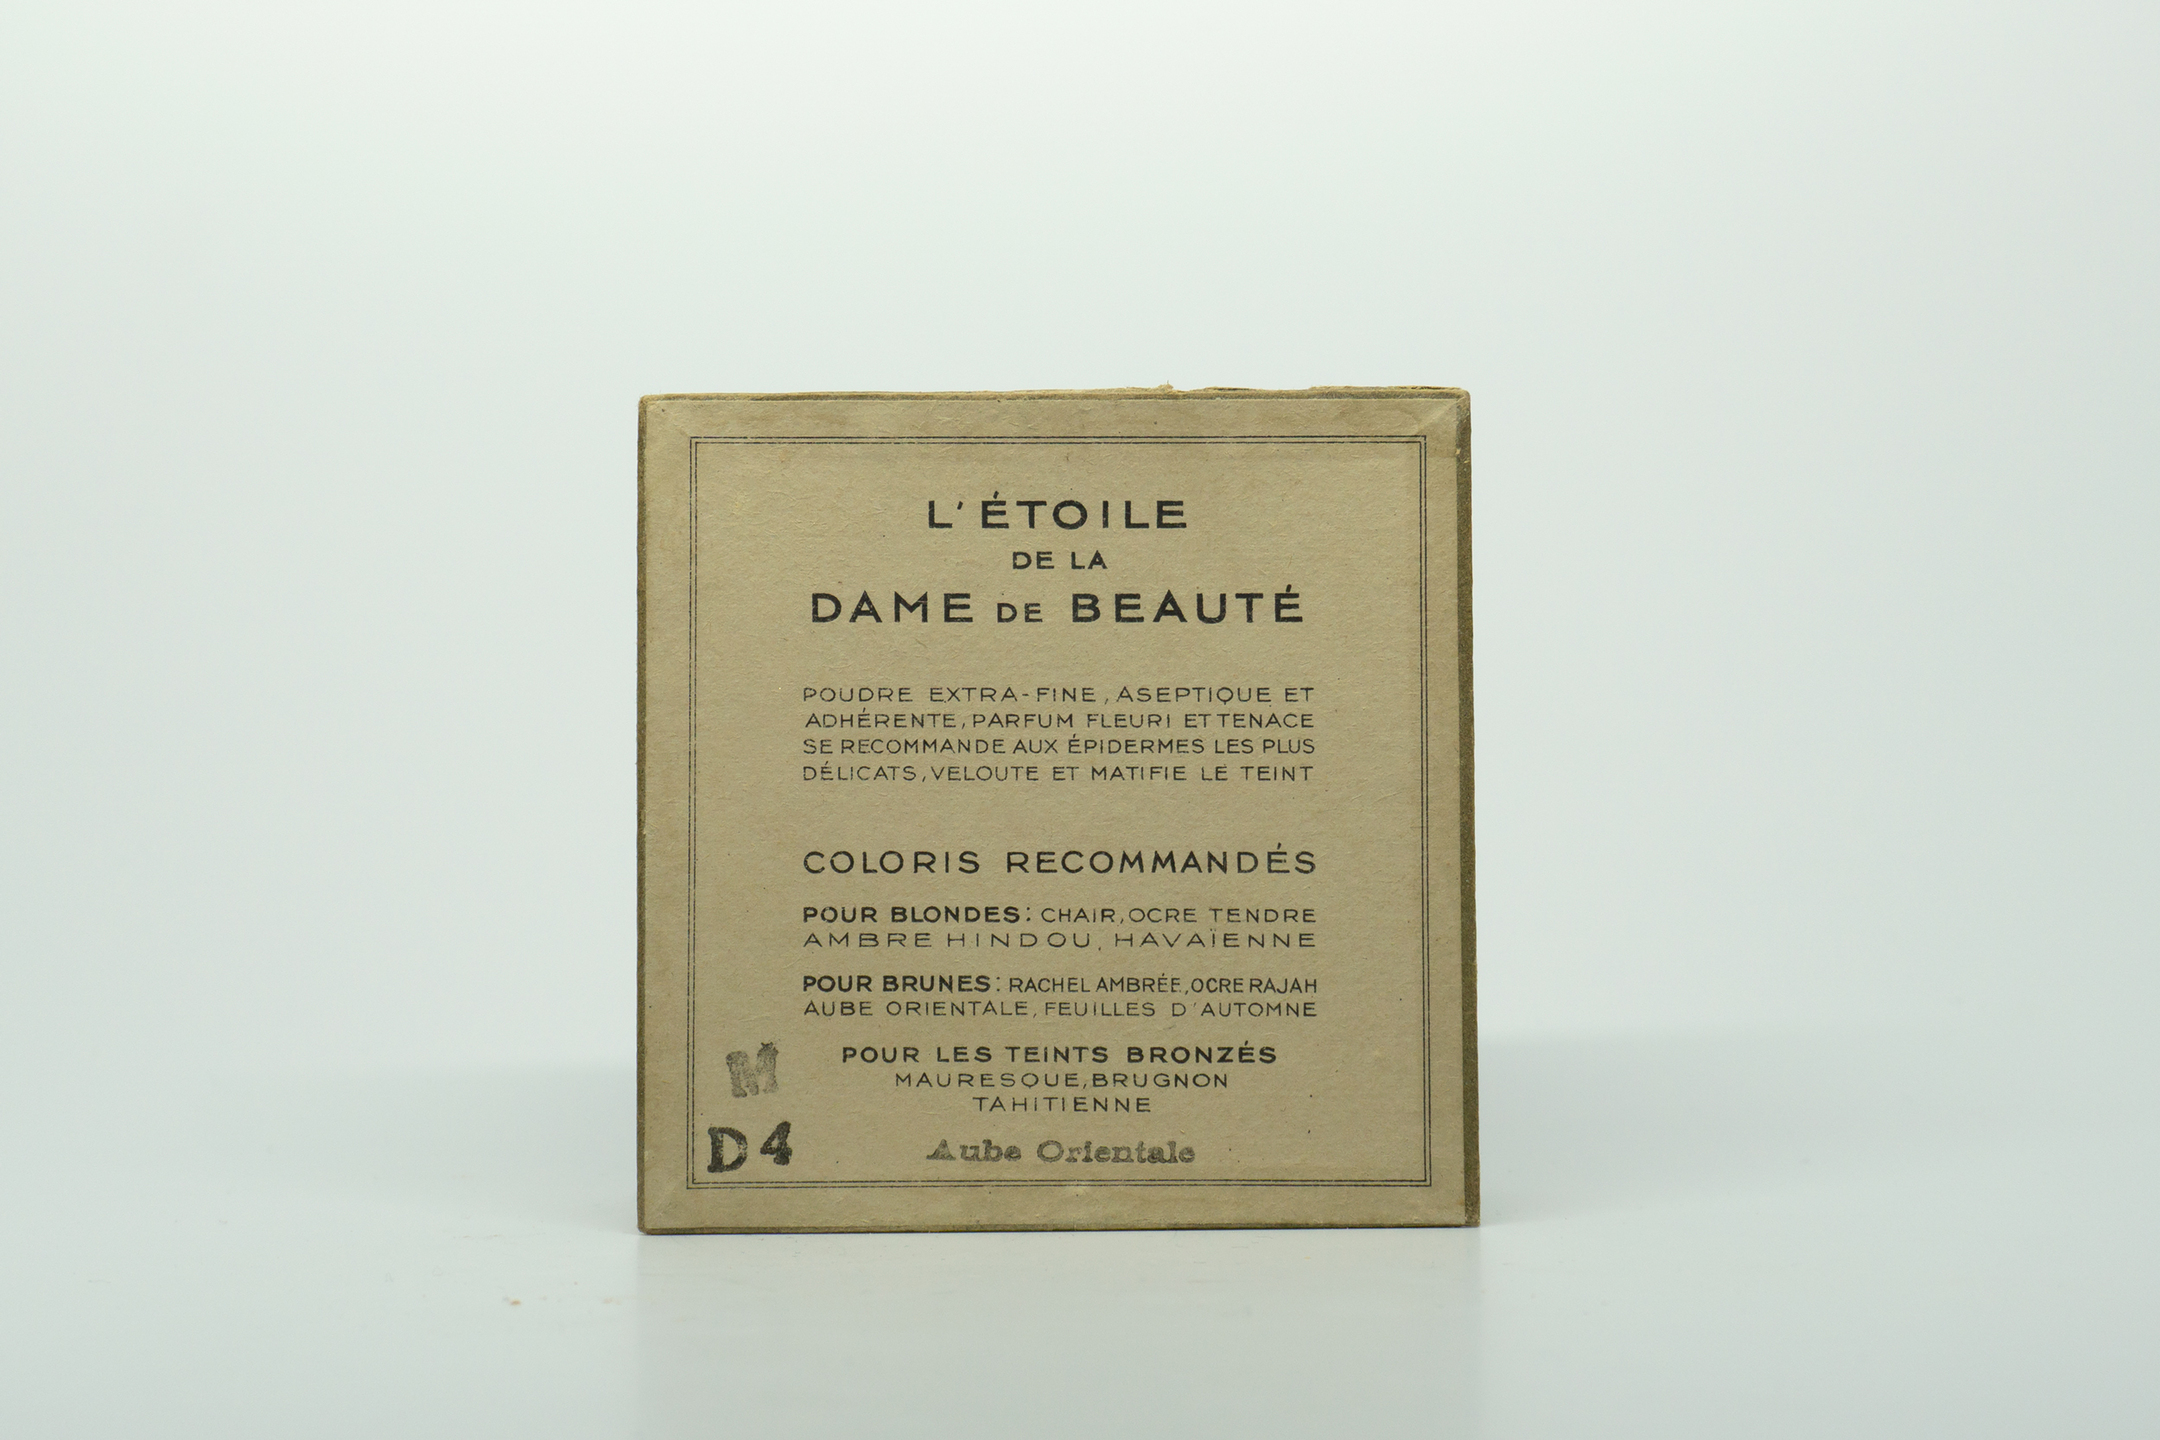 L'ÉTOILE
DE LA
DAME DE BEAUTÉ
POUDRE EXTRA-FINE, ASEPTIQUE ET
ADHÉRENTE, PARFUM FLEURI ET TENACE
SE RECOMMANDE AUX ÉPIDERMES LES PLUS
DÉLICATS, VELOUTE ET MATIFIE LE TEINT
COLORIS RECOMMANDÉS
POUR BLONDES: CHAIR, OCRE TENDRE
AMBRE HINDOU, HAVAÏENNE
POUR BRUNES: RACHEL AMBRÉE, OCRE RAJAH
AUBE ORIENTALE, FEUILLES D'AUTOMNE
POUR LES TEINTS BRONZÉS
MAURESQUE, BRUGNON
TAHITIENNE
M
D4
Aube Orientale